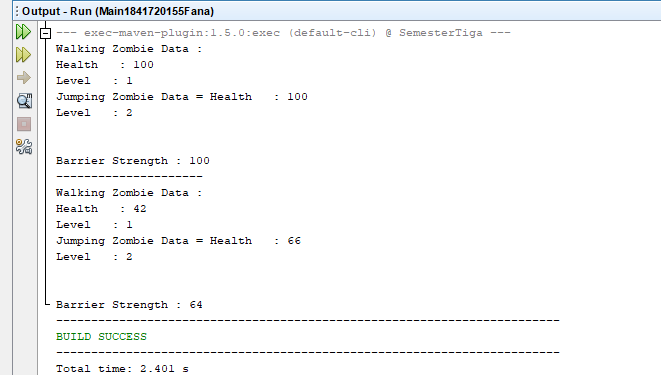 Output - Run (Main1841720155Fana)
--- exec-maven-plugin:1.5.0:exec (default-cli) @ SemesterTiga ---
Walking Zombie Data :
Health   : 100
Level   : 1
Jumping Zombie Data = Health   : 100
Level   : 2
Barrier Strength : 100
---------------------
Walking Zombie Data :
Health   : 42
Level   : 1
Jumping Zombie Data = Health   : 66
Level   : 2
Barrier Strength : 64
------------------------------------------------------------------------
BUILD SUCCESS
------------------------------------------------------------------------
Total time: 2.401 s